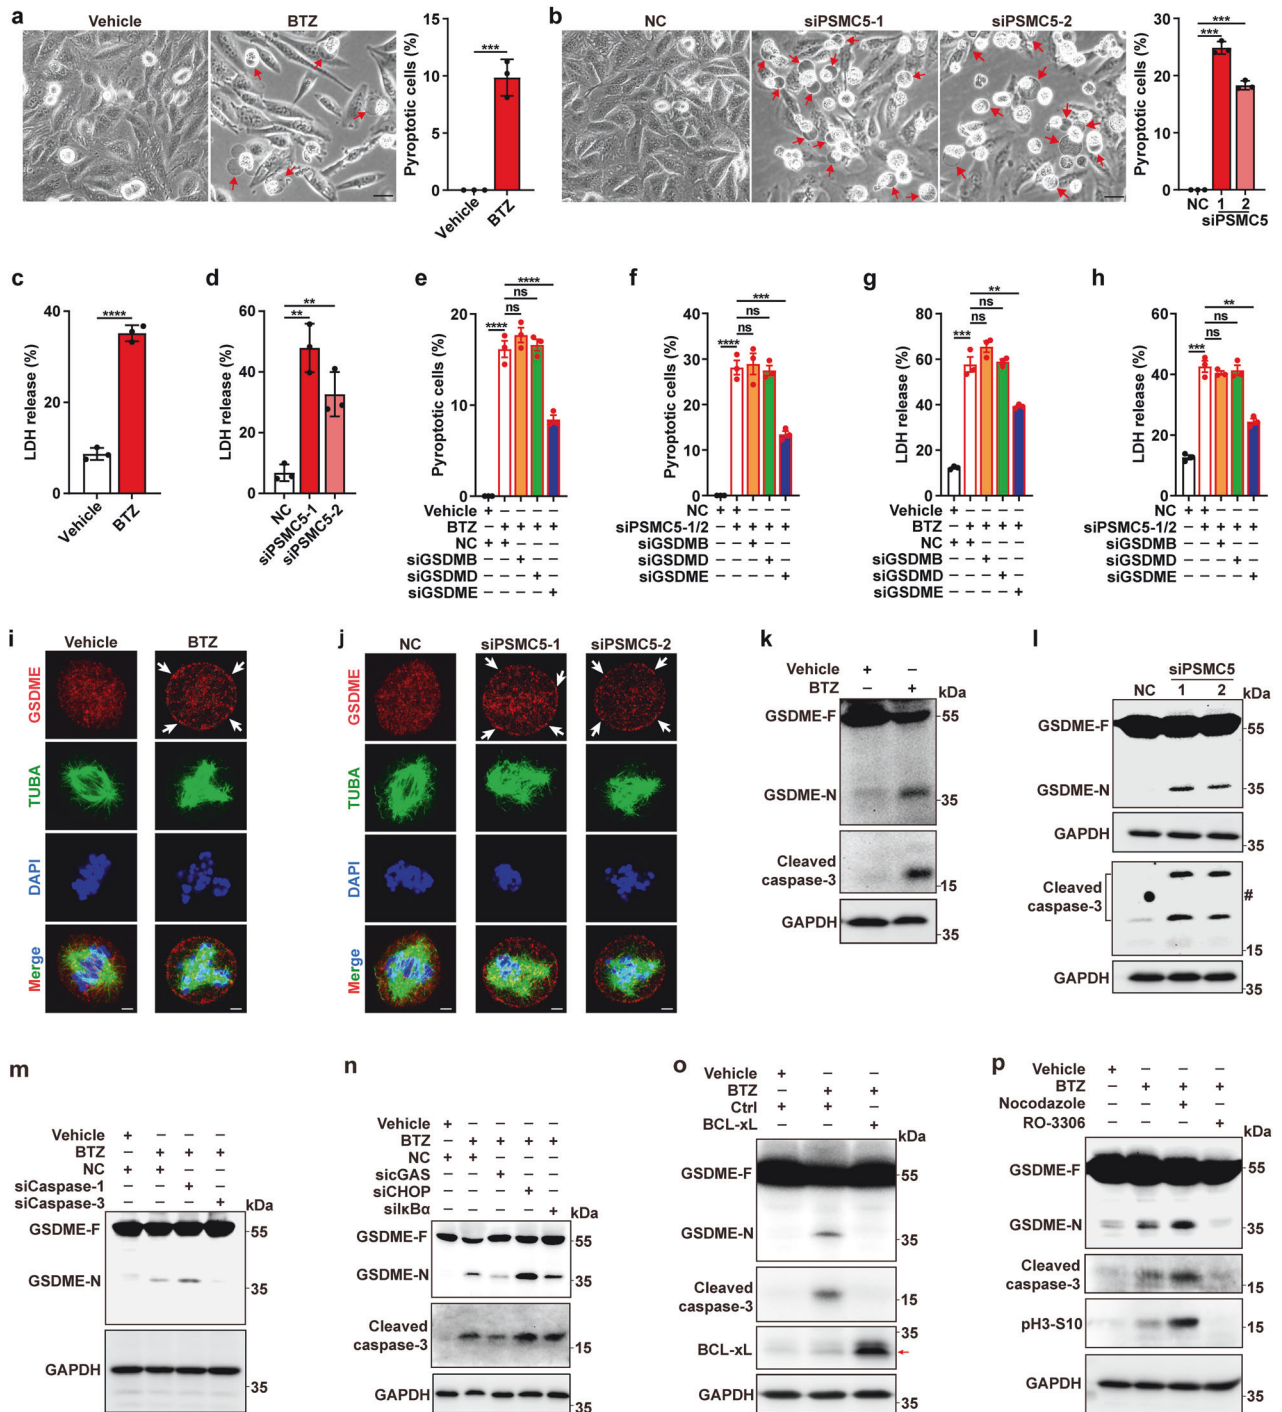 a
Vehicle
BTZ
Pyroptotic cells (%)
15
10
5
0
***
Vehicle
BTZ
b
NC
siPSMC5-1
siPSMC5-2
Pyroptotic cells (%)
30
20
10
0
***
***
NC 1 2
siPSMC5
c
LDH release (%)
40
20
0
****
Vehicle
BTZ
d
LDH release (%)
60
40
20
0
**
**
NC
siPSMC5-1
siPSMC5-2
e
Pyroptotic cells (%)
20
10
0
****
ns
ns
****
Vehicle + – – – –
BTZ – + + + +
NC + + – – –
siGSDMB – – + – –
siGSDMD – – – + –
siGSDME – – – – +
f
Pyroptotic cells (%)
40
30
20
10
0
***
ns
ns
****
NC + + – – –
siPSMC5-1/2 – + + + +
siGSDMB – – + – –
siGSDMD – – – + –
siGSDME – – – – +
g
LDH release (%)
80
60
40
20
0
**
ns
ns
***
Vehicle + – – – –
BTZ – + + + +
NC + + – – –
siGSDMB – – + – –
siGSDMD – – – + –
siGSDME – – – – +
h
LDH release (%)
60
40
20
0
**
ns
ns
***
NC + + – – –
siPSMC5-1/2 – + + + +
siGSDMB – – + – –
siGSDMD – – – + –
siGSDME – – – – +
i
Vehicle
BTZ
GSDME
TUBA
DAPI
Merge
j
NC
siPSMC5-1
siPSMC5-2
GSDME
TUBA
DAPI
Merge
k
Vehicle + –
BTZ – +
kDa
GSDME-F
55
GSDME-N
35
Cleaved
caspase-3
15
GAPDH
35
l
siPSMC5
NC 1 2
kDa
GSDME-F
55
GSDME-N
35
GAPDH
35
Cleaved
caspase-3
#
15
GAPDH
35
m
Vehicle + – – –
BTZ – + + +
NC + + – –
siCaspase-1 – – + –
siCaspase-3 – – – +
kDa
GSDME-F
55
GSDME-N
35
GAPDH
35
n
Vehicle + – – – –
BTZ – + + + +
NC + + – – –
sicGAS – – + – –
siCHOP – – – + –
siIκBα – – – – +
kDa
GSDME-F
55
GSDME-N
35
Cleaved
caspase-3
15
GAPDH
35
o
Vehicle + – –
BTZ – + +
Ctrl + + –
BCL-xL – – +
kDa
GSDME-F
55
GSDME-N
35
Cleaved
caspase-3
15
35
BCL-xL
GAPDH
35
p
Vehicle + – – –
BTZ – + + +
Nocodazole – – + –
RO-3306 – – – +
kDa
GSDME-F
55
GSDME-N
35
Cleaved
caspase-3
15
pH3-S10
15
GAPDH
35